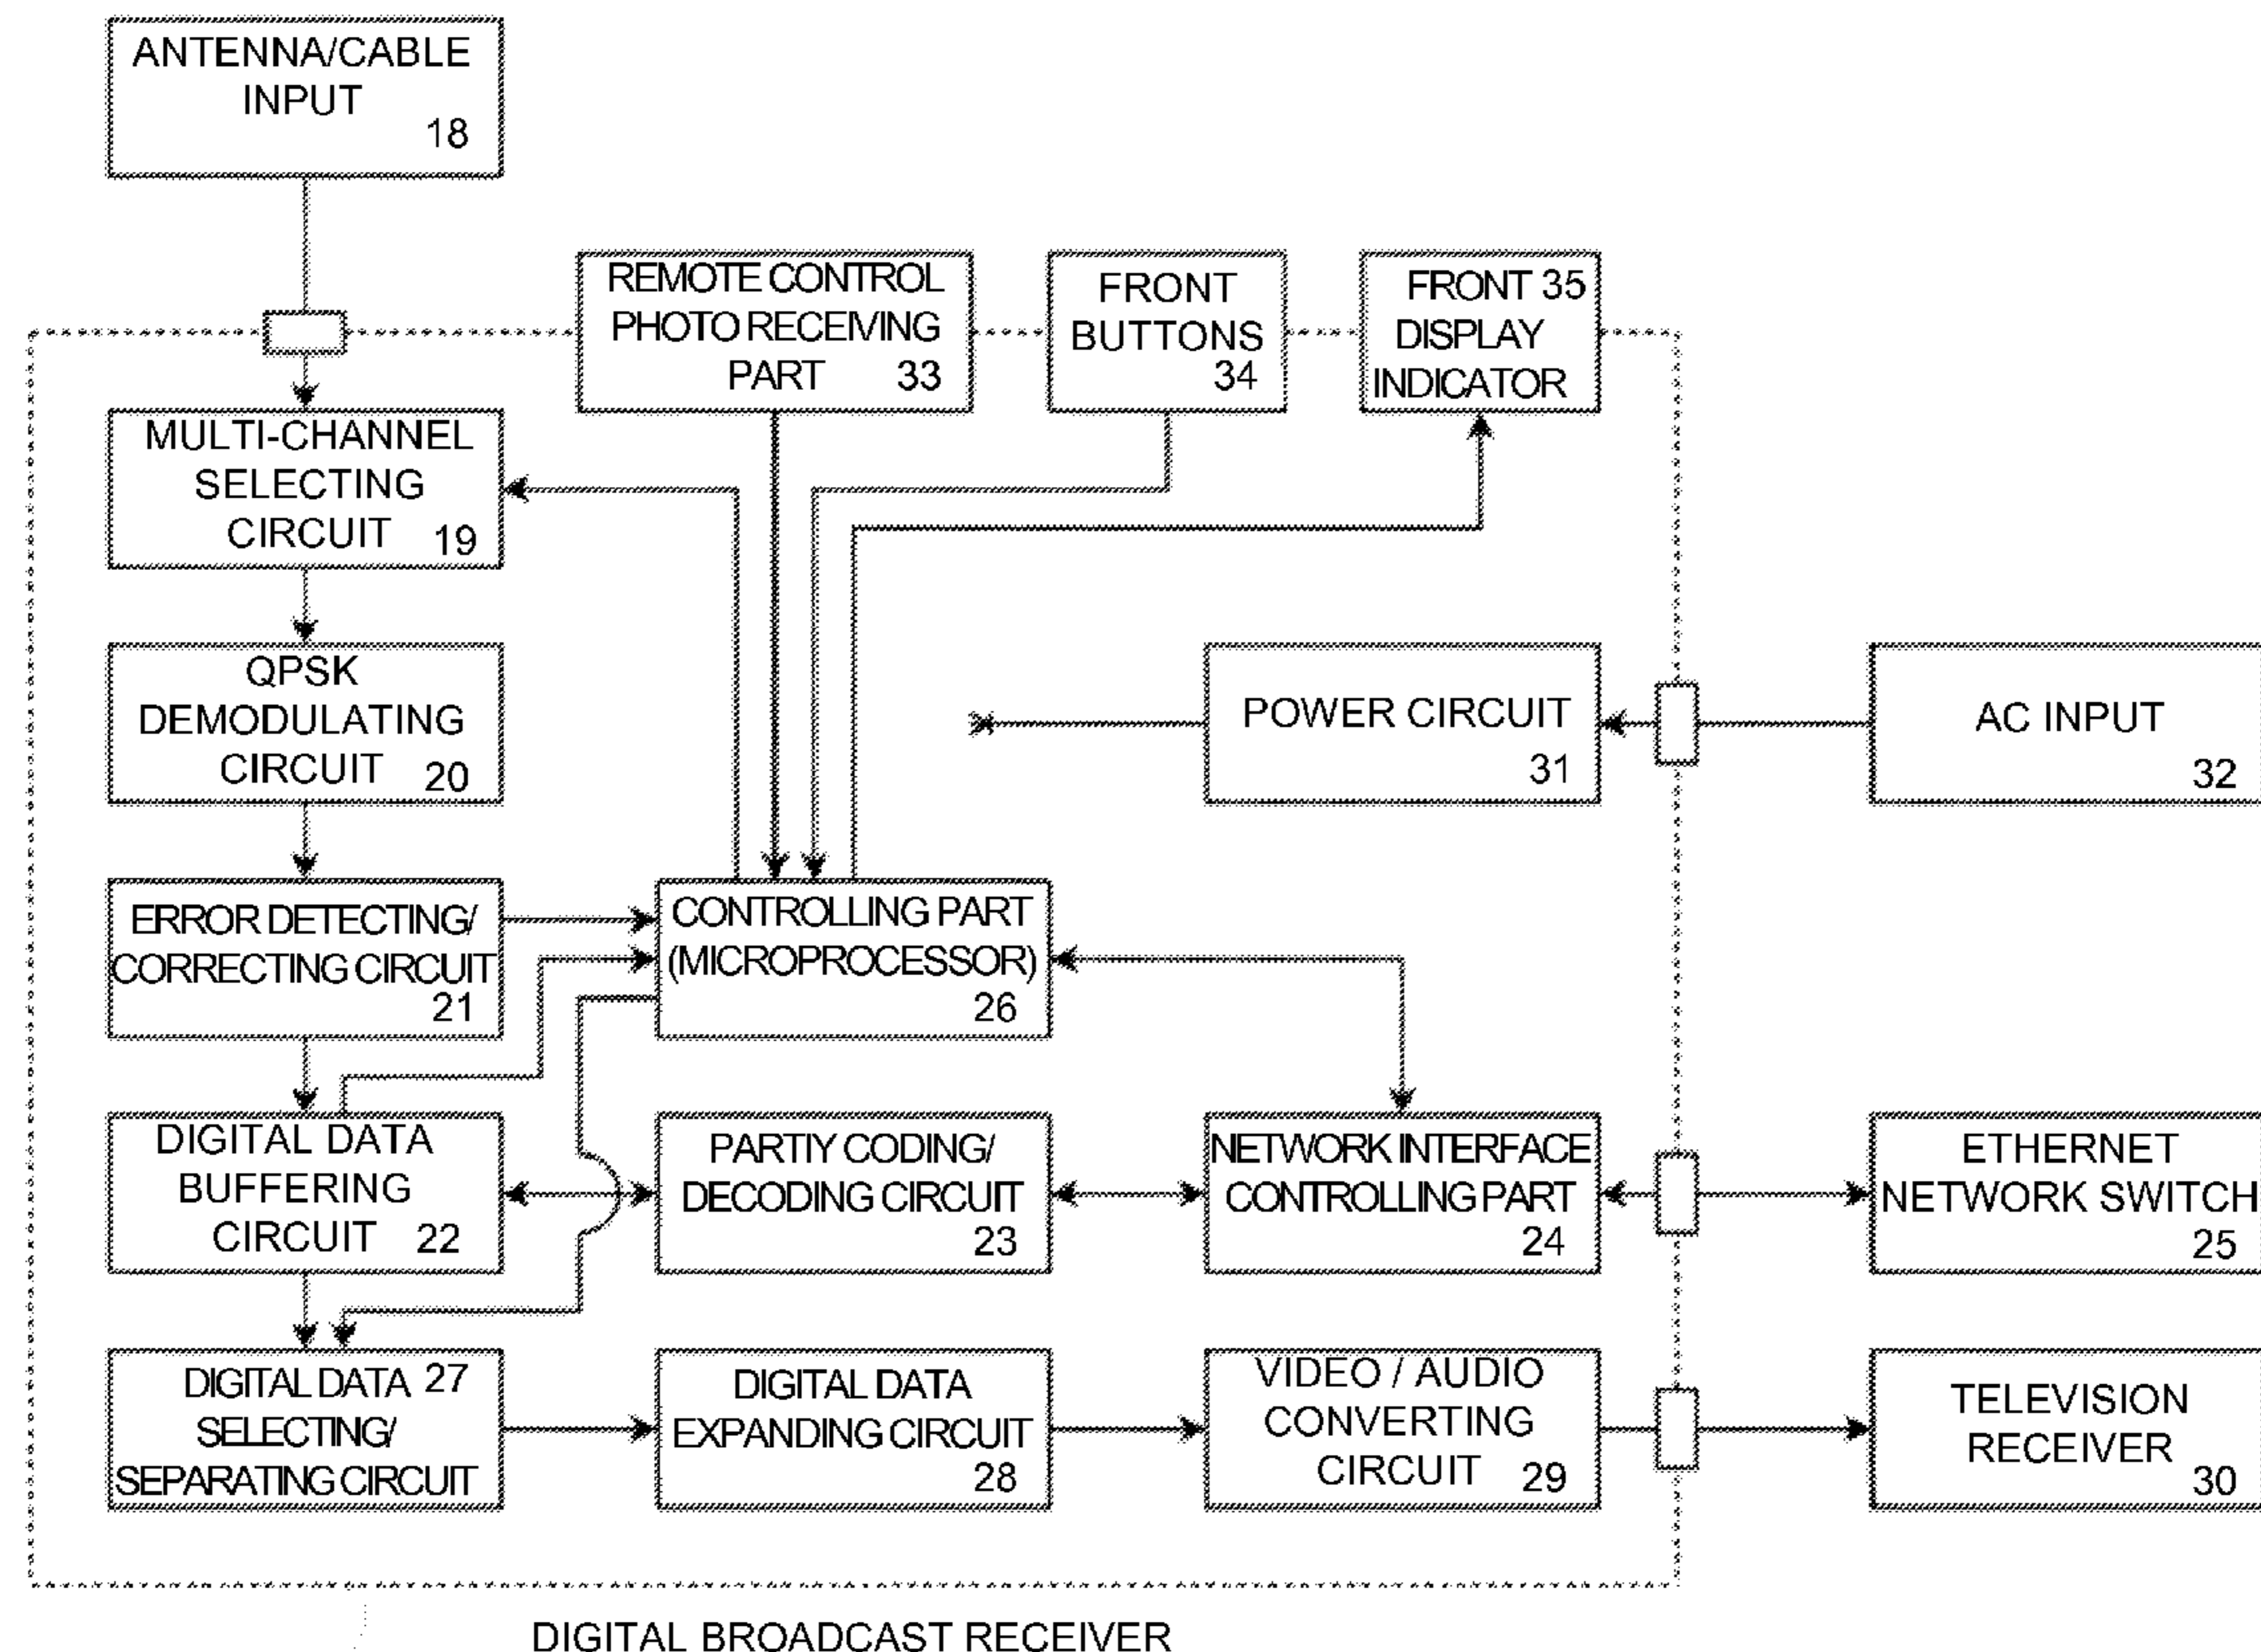 ANTENNA/CABLE
INPUT
18
REMOTE CONTROL
PHOTO RECEIVING
PART 33
FRONT
BUTTONS
34
FRONT 35
DISPLAY
INDICATOR
MULTI-CHANNEL
SELECTING
CIRCUIT 19
QPSK
DEMODULATING
CIRCUIT 20
POWER CIRCUIT
31
AC INPUT
32
ERROR DETECTING/
CORRECTING CIRCUIT
21
CONTROLLING PART
(MICROPROCESSOR)
26
DIGITAL DATA
BUFFERING
CIRCUIT 22
PARTIY CODING/
DECODING CIRCUIT
23
NETWORK INTERFACE
CONTROLLING PART
24
ETHERNET
NETWORK SWITCH
25
DIGITAL DATA 27
SELECTING/
SEPARATING CIRCUIT
DIGITAL DATA
EXPANDING CIRCUIT
28
VIDEO / AUDIO
CONVERTING
CIRCUIT 29
TELEVISION
RECEIVER
30
DIGITAL BROADCAST RECEIVER